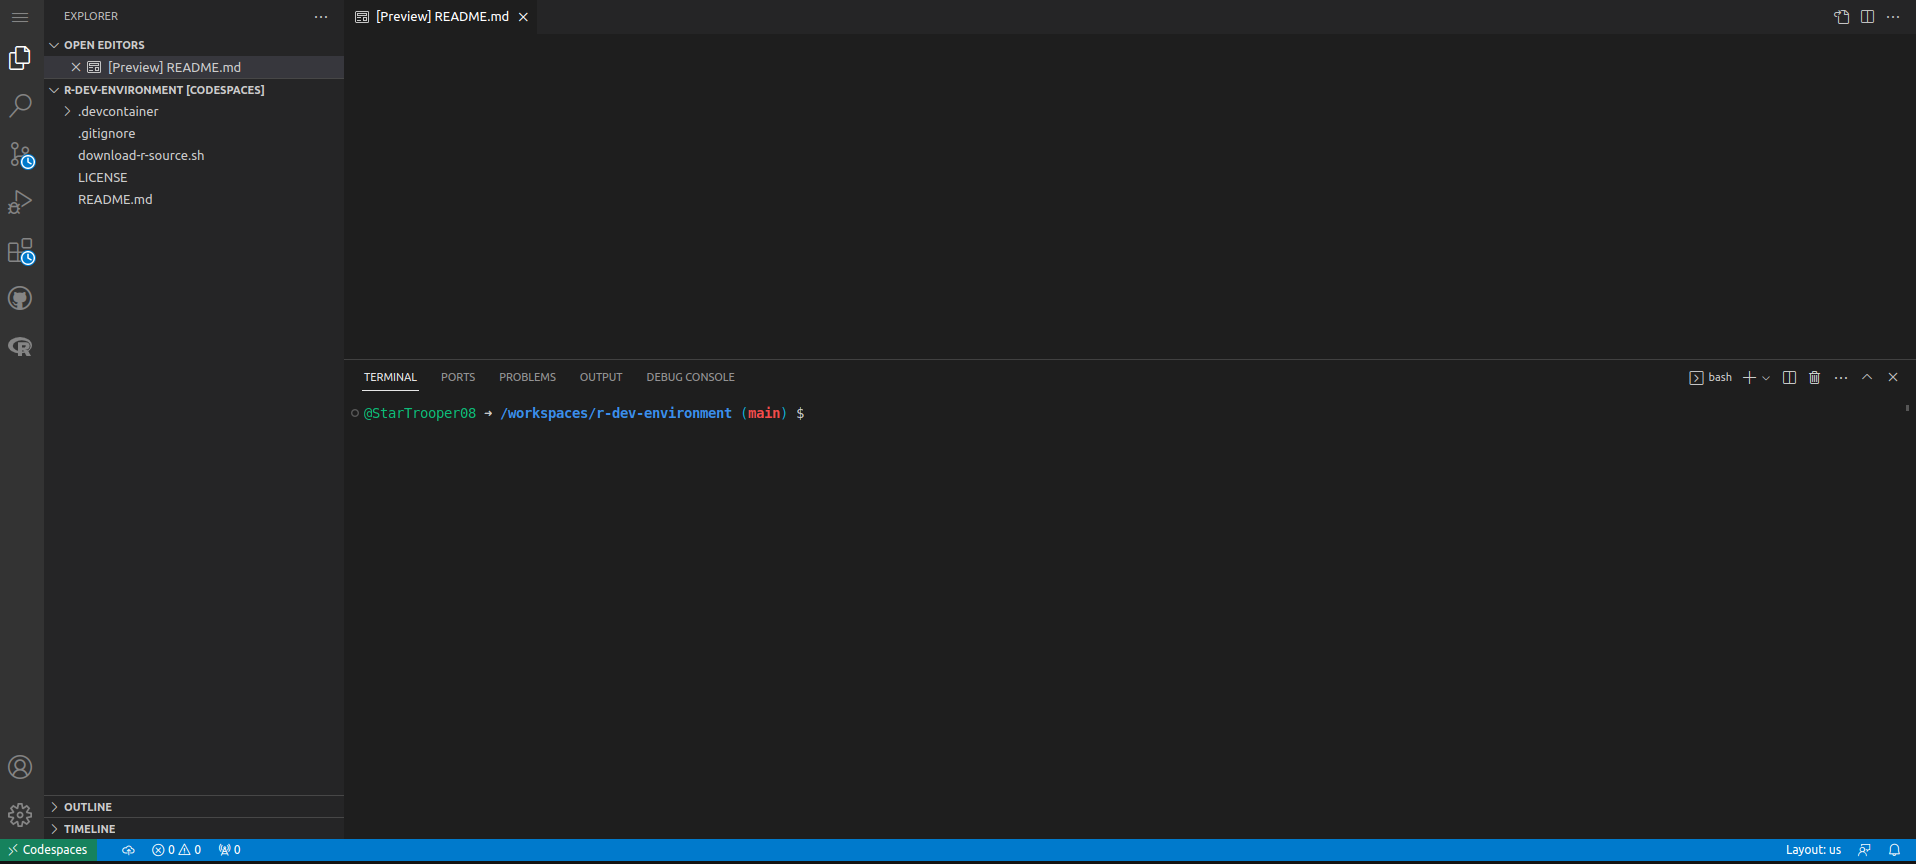 EXPLORER
OPEN EDITORS
[Preview] README.md
R-DEV-ENVIRONMENT [CODESPACES]
.devcontainer
.gitignore
download-r-source.sh
LICENSE
README.md
OUTLINE
TIMELINE
[Preview] README.md
TERMINAL PORTS PROBLEMS OUTPUT DEBUG CONSOLE bash
@StarTrooper08 ➜ /workspaces/r-dev-environment (main) $
Codespaces 0 0 0 Layout: us